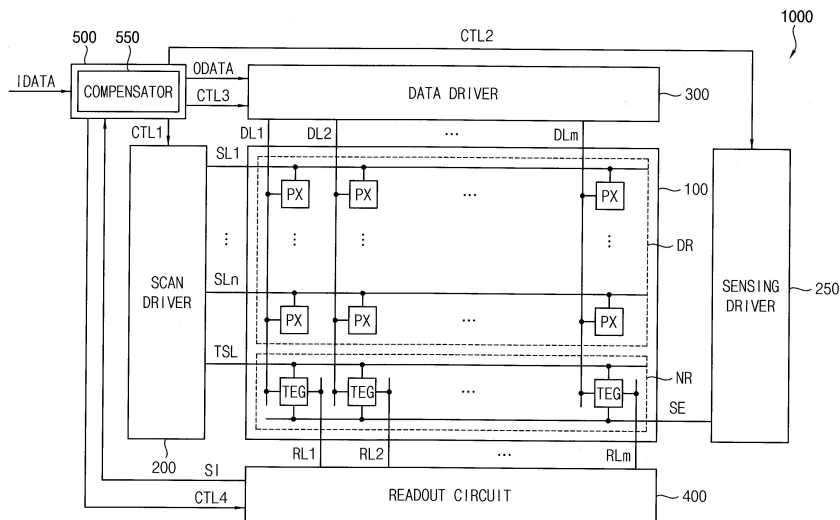 500 550 CTL2 1000
IDATA COMPENSATOR ODATA
CTL3 DATA DRIVER 300
CTL1 DL1 DL2 ... DLm
SL1 100
PX PX ... PX
⋮ ⋮ ⋮ ⋮ DR
SCAN DRIVER SLn SENSING DRIVER 250
PX PX ... PX
TSL NR
TEG TEG ... TEG
SE
200 RL1 RL2 ... RLm
SI
CTL4 READOUT CIRCUIT 400